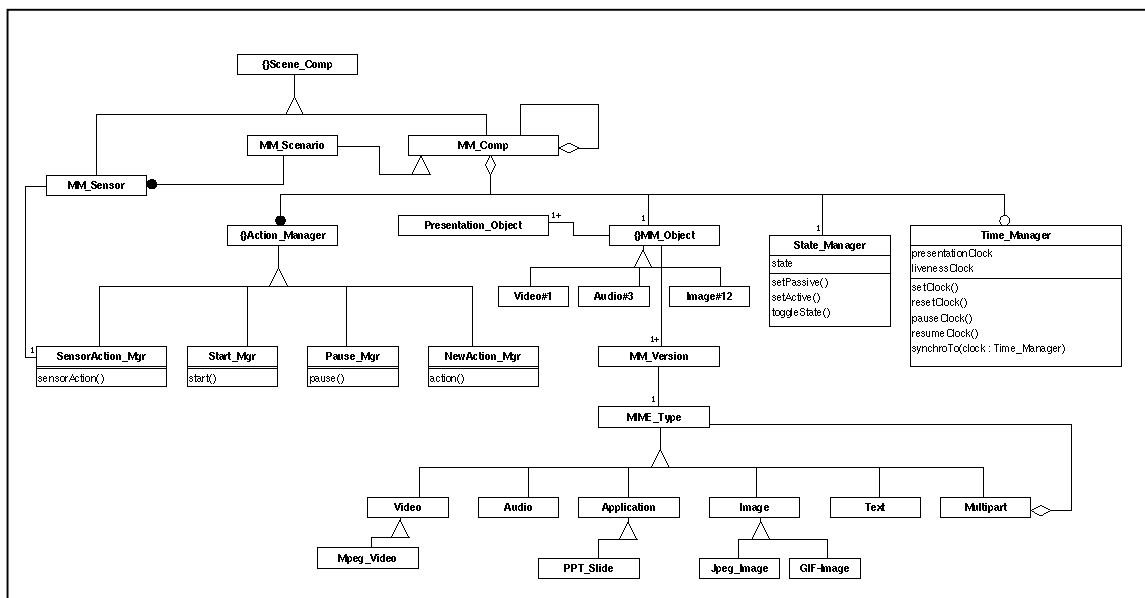 {}Scene_Comp
MM_Scenario
MM_Comp
MM_Sensor
{}Action_Manager
Presentation_Object
1+
1
{}MM_Object
1
State_Manager
state
setPassive()
setActive()
toggleState()
Time_Manager
presentationClock
livenessClock
setClock()
resetClock()
pauseClock()
resumeClock()
synchroTo(clock : Time_Manager)
Video#1
Audio#3
Image#12
1
SensorAction_Mgr
sensorAction()
Start_Mgr
start()
Pause_Mgr
pause()
NewAction_Mgr
action()
1+
MM_Version
1
MIME_Type
Video
Audio
Application
Image
Text
Multipart
Mpeg_Video
PPT_Slide
Jpeg_Image
GIF-Image